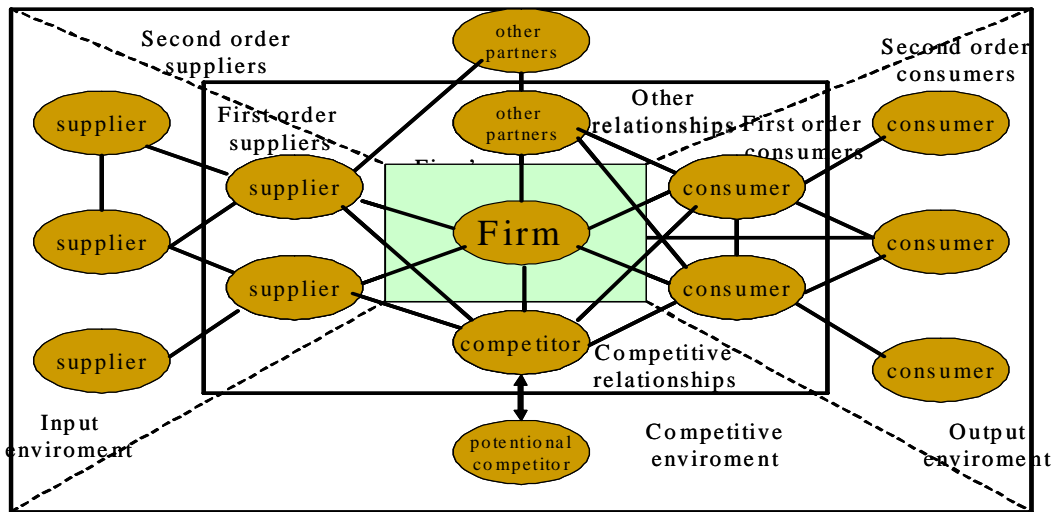 other
partners
Second order
suppliers
Second order
consumers
supplier
First order
suppliers
other
partners
Other
relationships
First order
consumers
consumer
supplier
consumer
Firm
supplier
consumer
supplier
consumer
competitor
supplier
Competitive
relationships
consumer
Input
enviroment
potentional
competitor
Competitive
enviroment
Output
enviroment